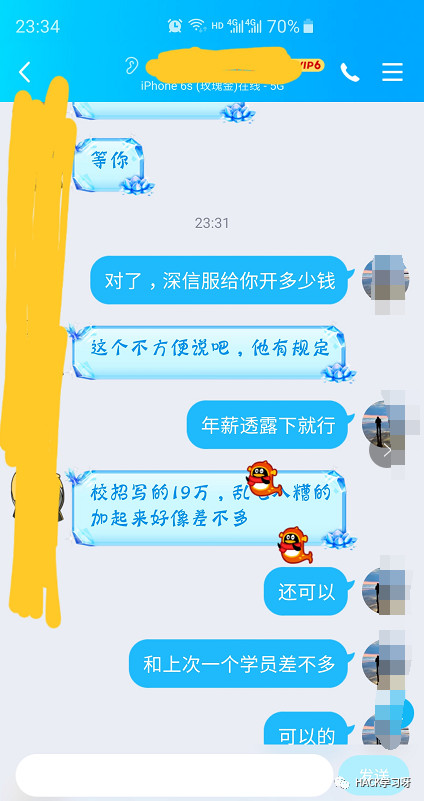 23:34
HD 4G 4G 70%
VIP6
iPhone 6s (玫瑰金)在线 - 5G
等你
23:31
对了，深信服给你开多少钱
这个不方便说吧，他有规定
年薪透露下就行
校招写的19万，乱七八糟的
加起来好像差不多
还可以
和上次一个学员差不多
可以的
发送
HACK学习呀